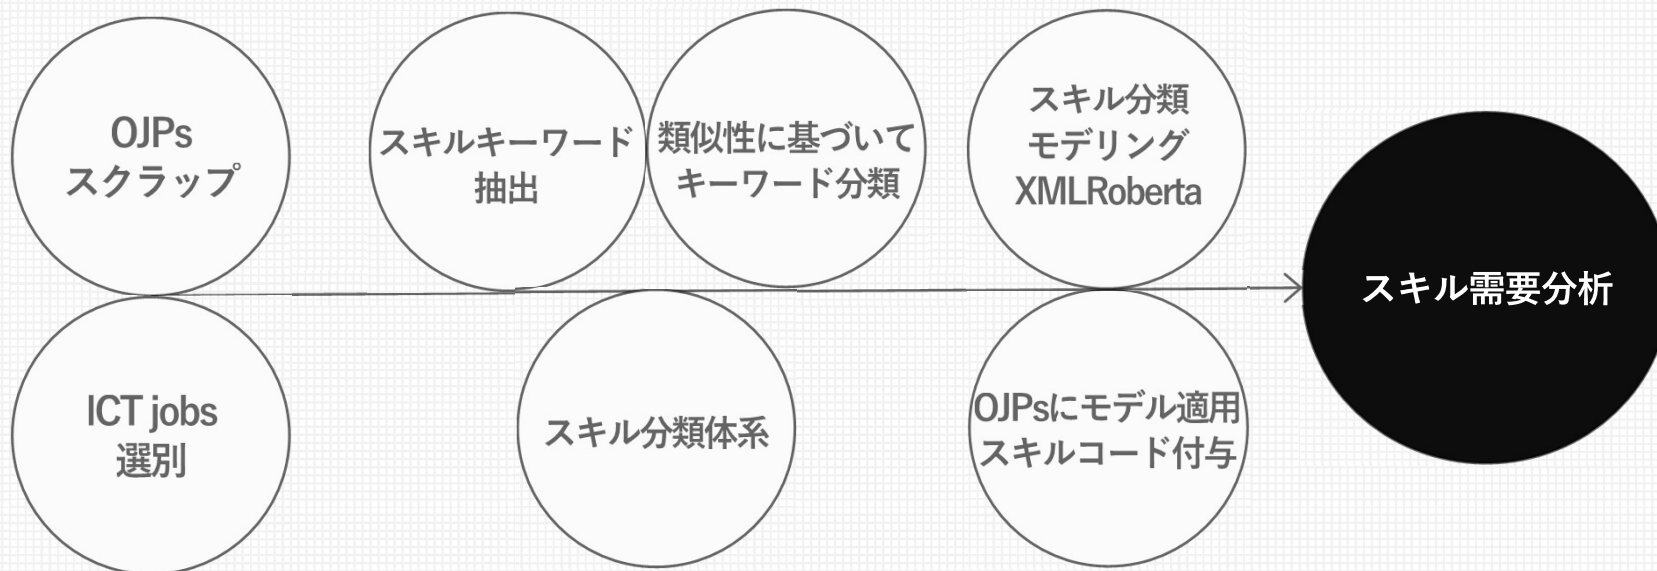 OJPs
スクラップ
ICT jobs
選別
スキルキーワード
抽出
類似性に基づいて
キーワード分類
スキル分類体系
スキル分類
モデリング
XMLRoberta
OJPsにモデル適用
スキルコード付与
スキル需要分析